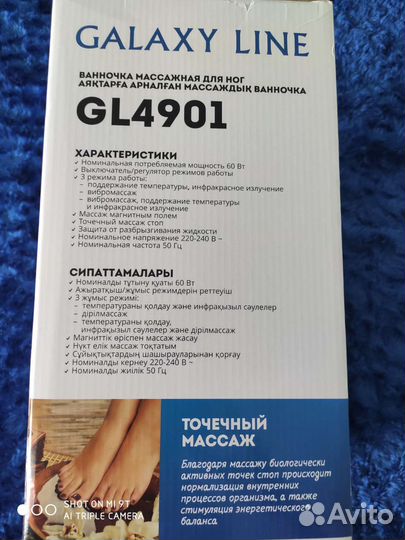 GALAXY LINE
ВАННОЧКА МАССАЖНАЯ ДЛЯ НОГ
АЯҚТАРҒА АРНАЛҒАН МАССАЖДЫҚ ВАННОЧКА
GL4901
ХАРАКТЕРИСТИКИ
✓ Номинальная потребляемая мощность 60 Вт
✓ Выключатель/регулятор режимов работы
✓ 3 режима работы:
– поддержание температуры, инфракрасное излучение
– вибромассаж
– вибромассаж, поддержание температуры
и инфракрасное излучение
✓ Массаж магнитным полем
✓ Точечный массаж стоп
✓ Защита от разбрызгивания жидкости
✓ Номинальное напряжение 220-240 В ~
✓ Номинальная частота 50 Гц
СИПАТТАМАЛАРЫ
✓ Номиналды тұтыну қуаты 60 Вт
✓ Ажыратқыш/жұмыс режимдерін реттеуіш
✓ 3 жұмыс режимі:
– температураны қолдау және инфрақызыл сәулелер
– дірілмассаж
– температураны қолдау,
инфрақызыл сәулелер және дірілмассаж
✓ Магниттік өріспен массаж жасау
✓ Нүктелік массаж тоқтатым
✓ Сұйықтықтардың шашырауларынан қорғау
✓ Номиналды кернеу 220-240 В ~
✓ Номиналды жиілік 50 Гц
ТОЧЕЧНЫЙ
МАССАЖ
Благодаря массажу биологически
активных точек стоп происходит
нормализация внутренних
процессов организма, а также
стимуляция энергетического
баланса
SHOT ON MI 9T
AI TRIPLE CAMERA
Avito